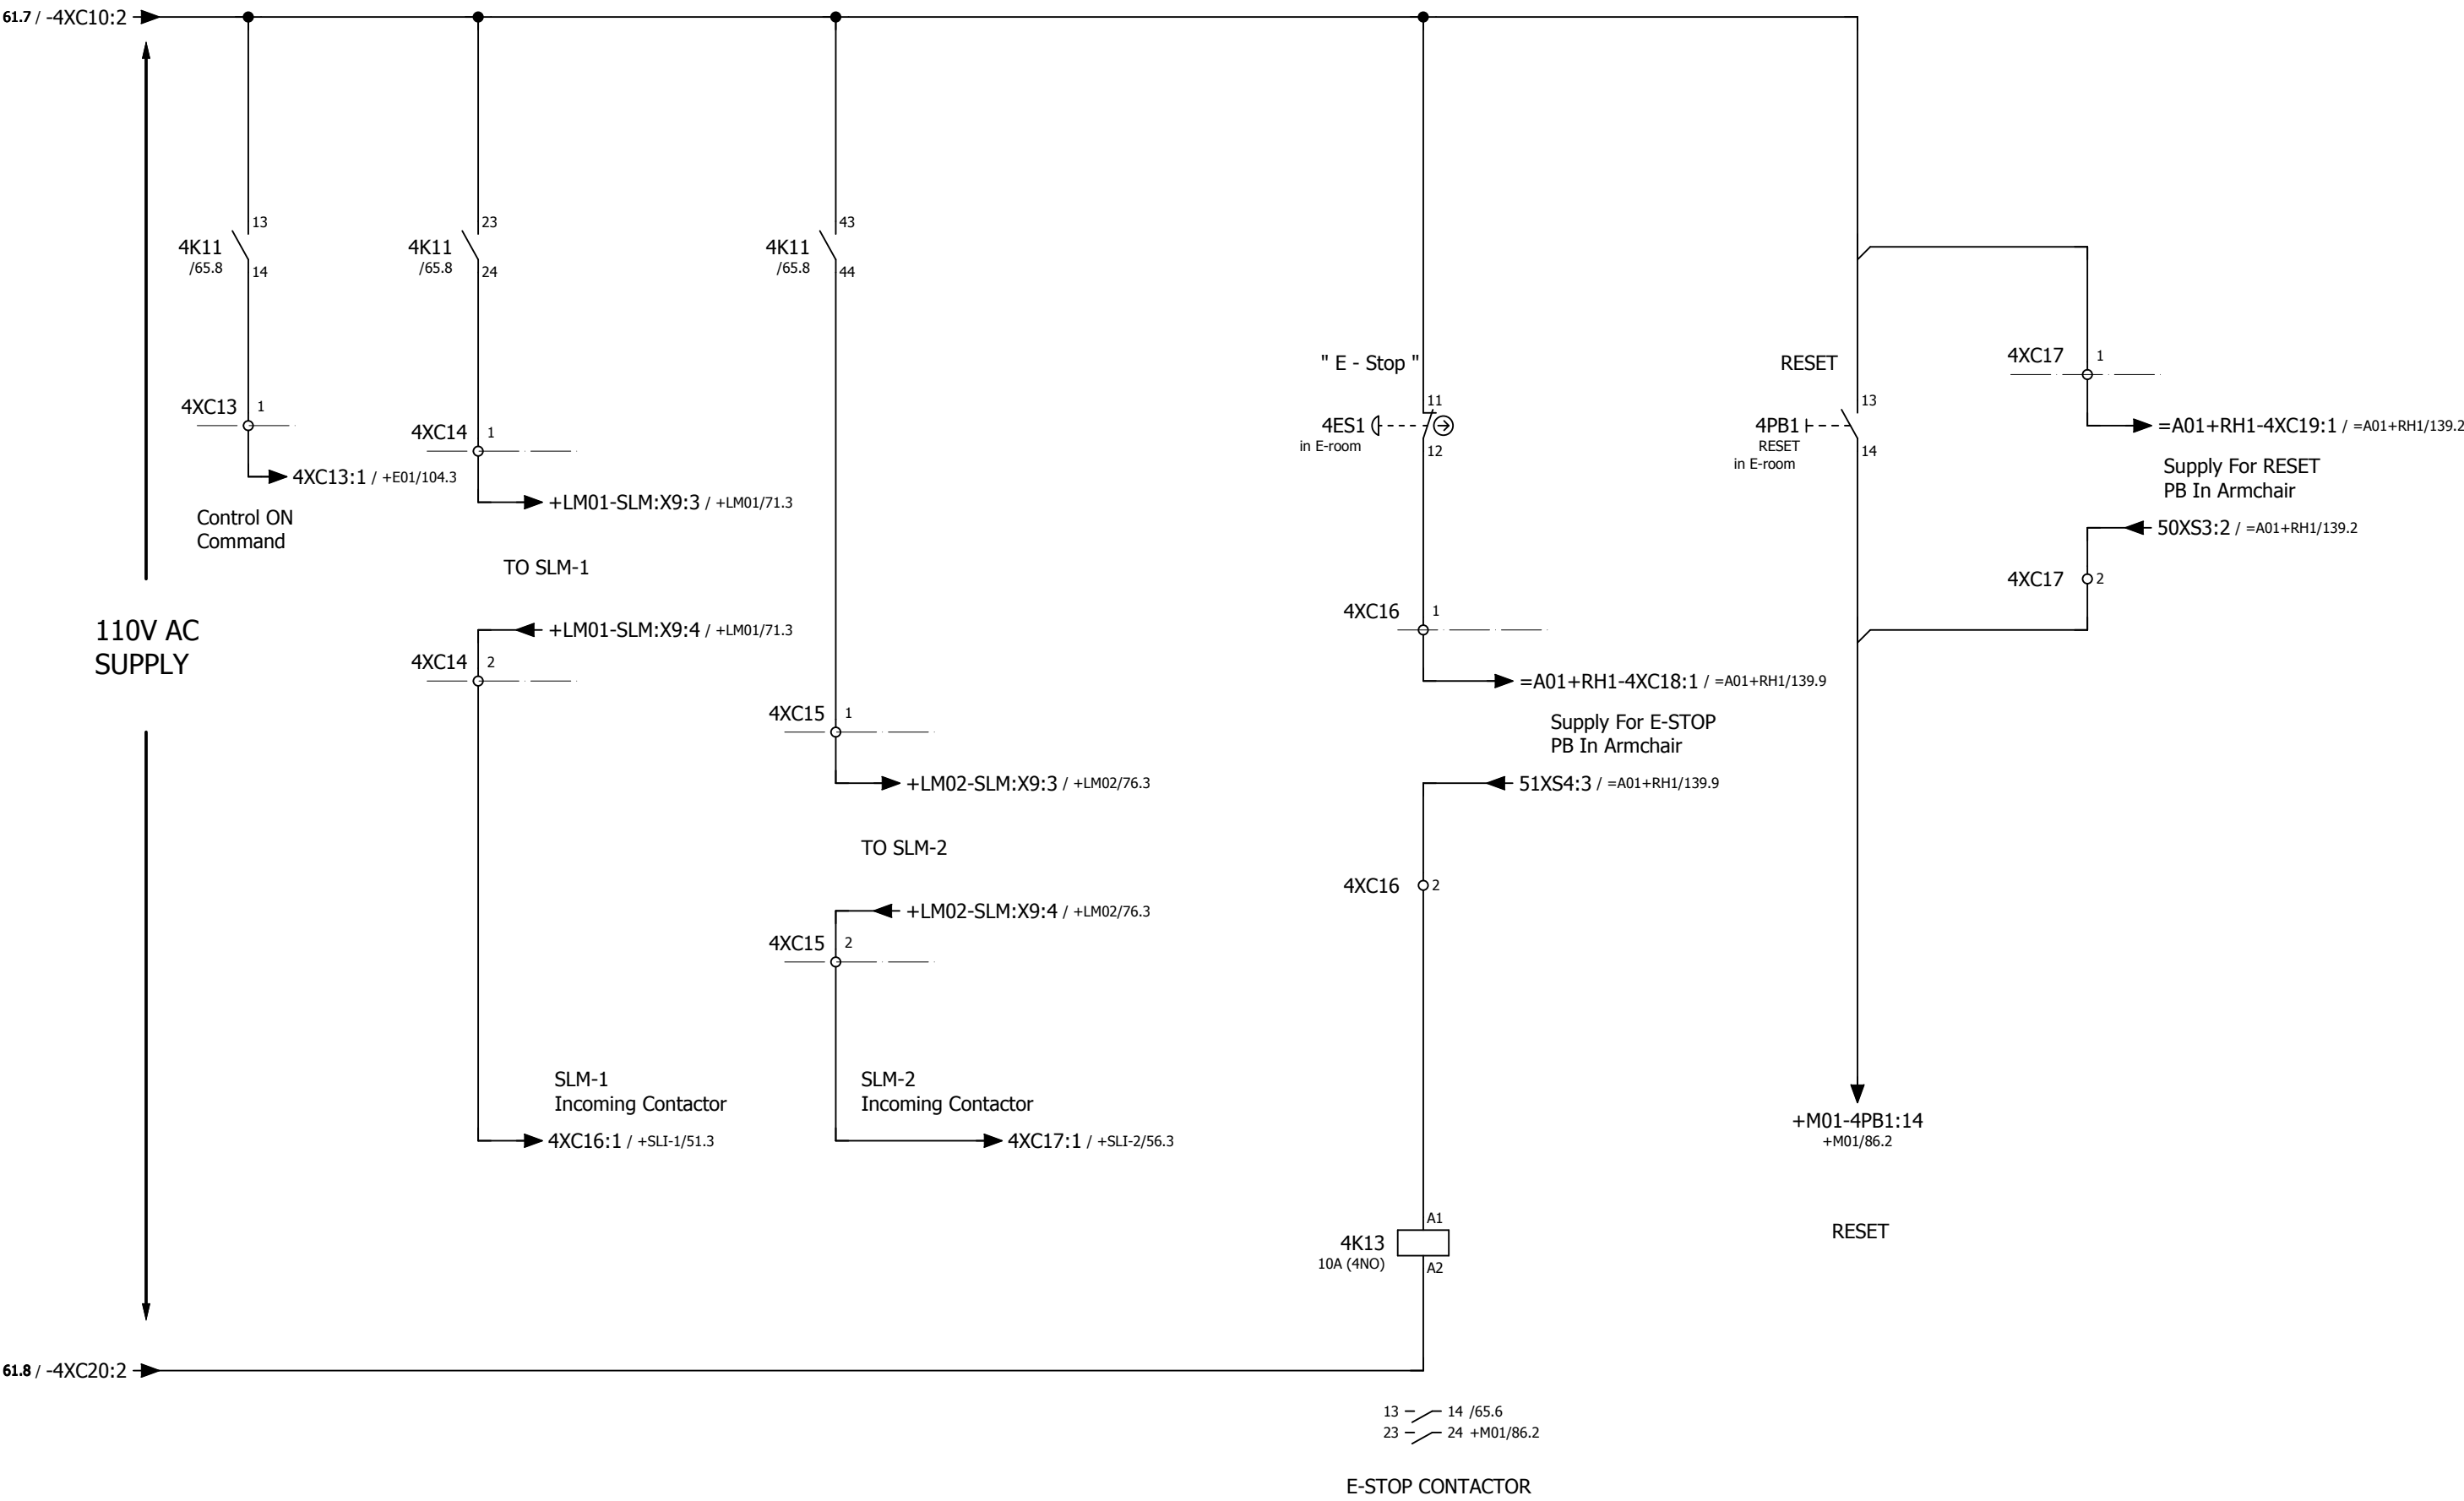 61.7 / -4XC10:2
13
4K11
/65.8
14
23
4K11
/65.8
24
43
4K11
/65.8
44
" E - Stop "
11
4ES1
in E-room
12
RESET
13
4PB1
RESET
in E-room
14
4XC17 1
=A01+RH1-4XC19:1 / =A01+RH1/139.2
Supply For RESET
PB In Armchair
50XS3:2 / =A01+RH1/139.2
4XC17 2
4XC13 1
4XC13:1 / +E01/104.3
Control ON
Command
4XC14 1
+LM01-SLM:X9:3 / +LM01/71.3
TO SLM-1
+LM01-SLM:X9:4 / +LM01/71.3
4XC14 2
110V AC
SUPPLY
4XC15 1
+LM02-SLM:X9:3 / +LM02/76.3
TO SLM-2
+LM02-SLM:X9:4 / +LM02/76.3
4XC15 2
4XC16 1
=A01+RH1-4XC18:1 / =A01+RH1/139.9
Supply For E-STOP
PB In Armchair
51XS4:3 / =A01+RH1/139.9
4XC16 2
SLM-1
Incoming Contactor
4XC16:1 / +SLI-1/51.3
SLM-2
Incoming Contactor
4XC17:1 / +SLI-2/56.3
+M01-4PB1:14
+M01/86.2
RESET
A1
4K13
10A (4NO)
A2
61.8 / -4XC20:2
13 14 /65.6
23 24 +M01/86.2
E-STOP CONTACTOR